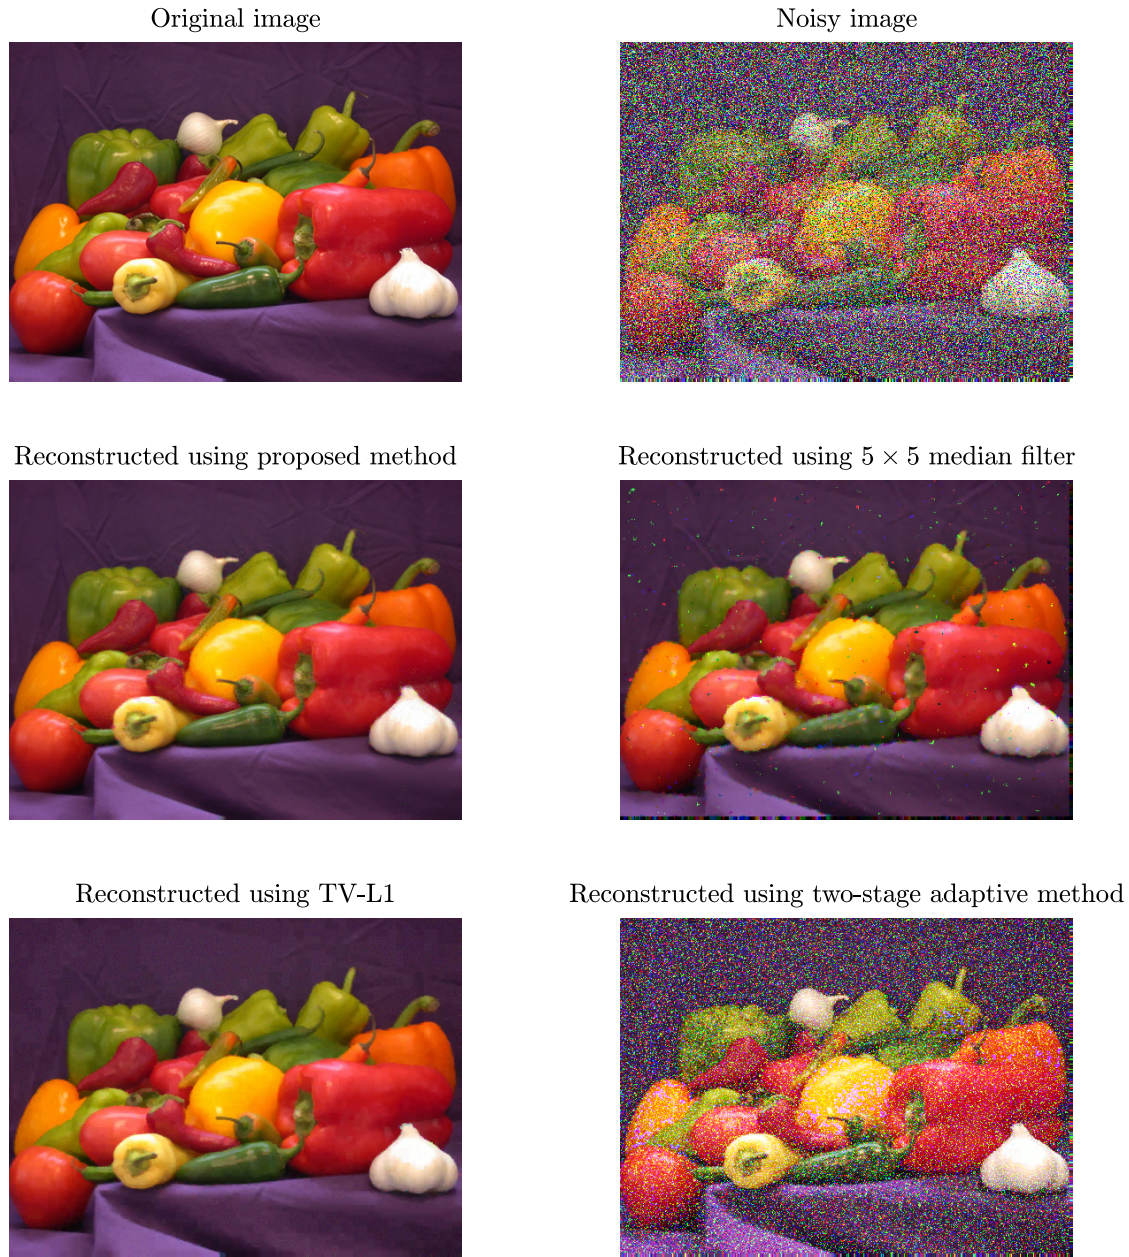 Original image
Noisy image
Reconstructed using proposed method
Reconstructed using 5 × 5 median filter
Reconstructed using TV-L1
Reconstructed using two-stage adaptive method